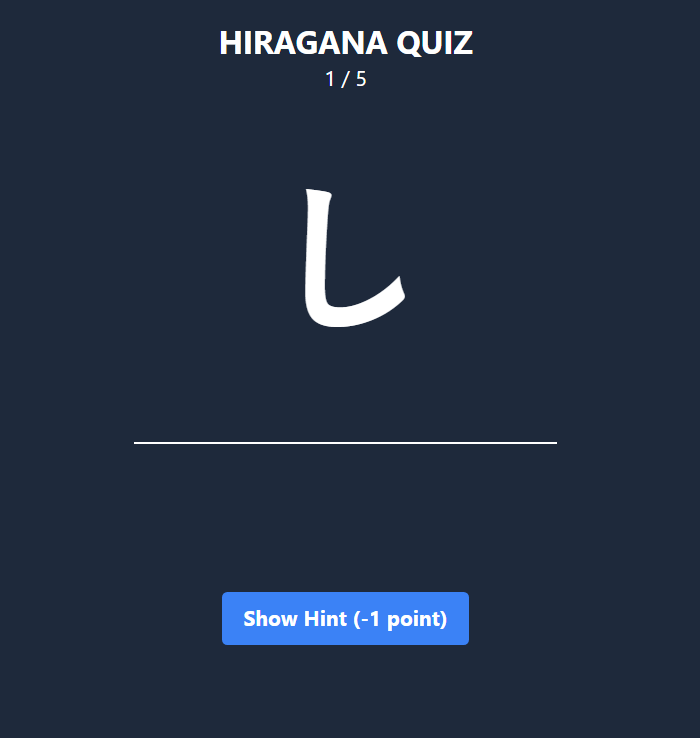 HIRAGANA QUIZ
1 / 5
し
Show Hint (-1 point)